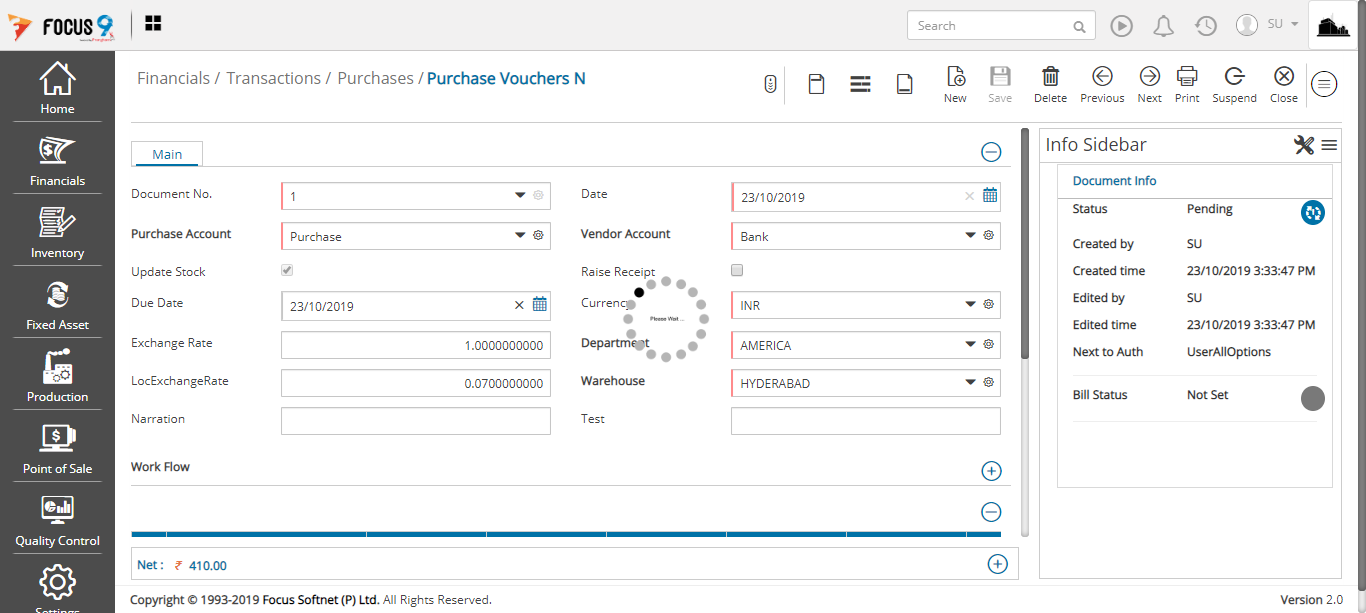 FOCUS 9
Search
SU
Home
Financials
Inventory
Fixed Asset
Production
Point of Sale
Quality Control
Settings
Financials / Transactions / Purchases / Purchase Vouchers N
New
Save
Delete
Previous
Next
Print
Suspend
Close
Main
Document No. 1
Date 23/10/2019
Purchase Account Purchase
Vendor Account Bank
Update Stock
Raise Receipt
Due Date 23/10/2019
Currency INR
Exchange Rate 1.0000000000
Department AMERICA
LocExchangeRate 0.0700000000
Warehouse HYDERABAD
Narration
Test
Please Wait ...
Work Flow
Net : ₹ 410.00
Info Sidebar
Document Info
Status Pending
Created by SU
Created time 23/10/2019 3:33:47 PM
Edited by SU
Edited time 23/10/2019 3:33:47 PM
Next to Auth UserAllOptions
Bill Status Not Set
Copyright © 1993-2019 Focus Softnet (P) Ltd. All Rights Reserved.
Version 2.0